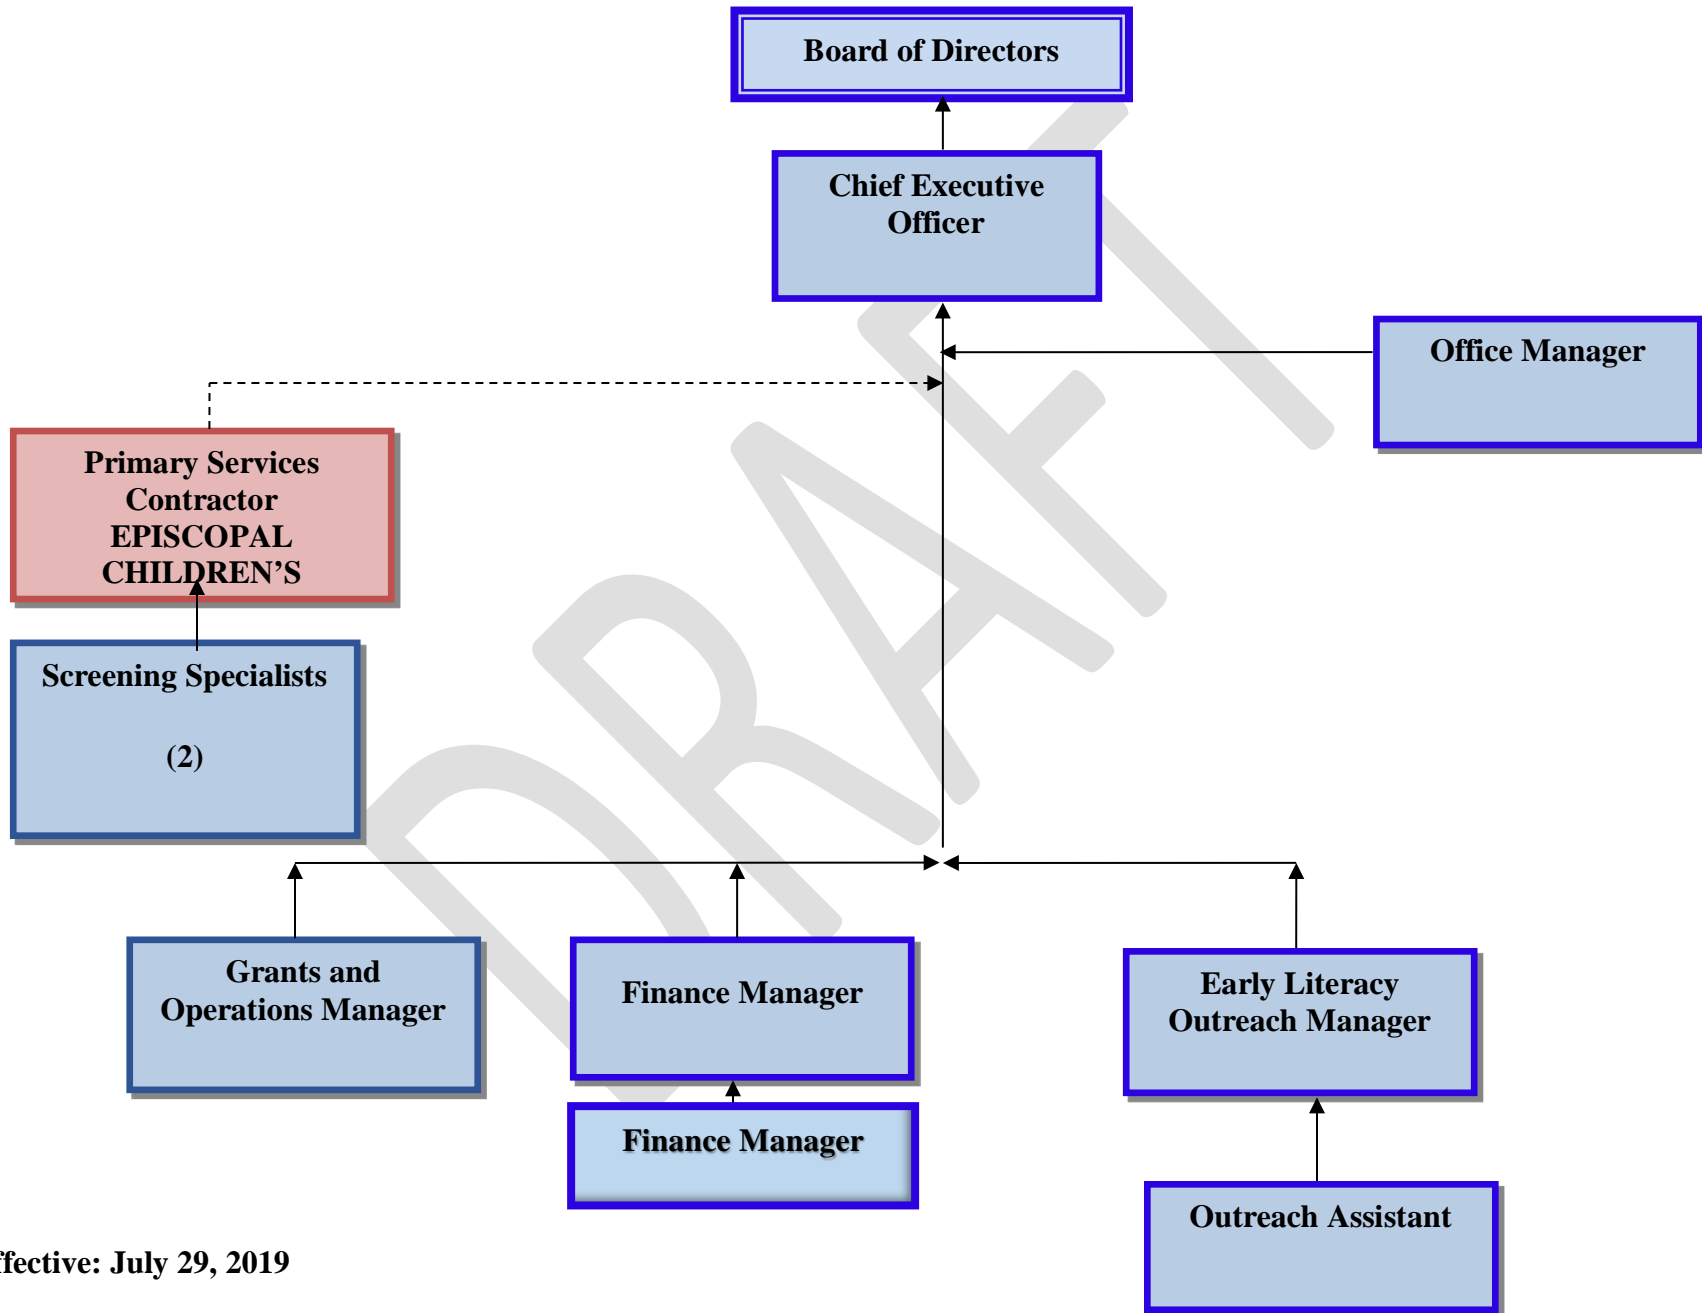 Board of Directors
Chief Executive
Officer
Office Manager
Primary Services
Contractor
EPISCOPAL
CHILDREN’S
Screening Specialists
(2)
DRAFT
Grants and
Operations Manager
Finance Manager
Early Literacy
Outreach Manager
Finance Manager
Outreach Assistant
ffective: July 29, 2019